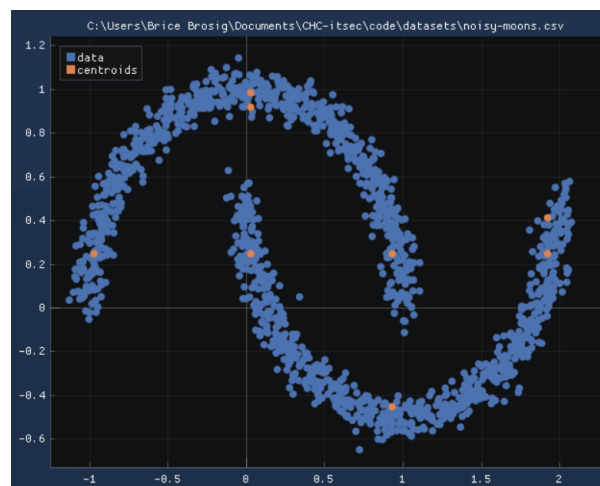 C:\Users\Brice Brosig\Documents\CHC-itsec\code\datasets\noisy-moons.csv
1.2
data
centroids
1
0.8
0.6
0.4
0.2
0
-0.2
-0.4
-0.6
-1 -0.5 0 0.5 1 1.5 2